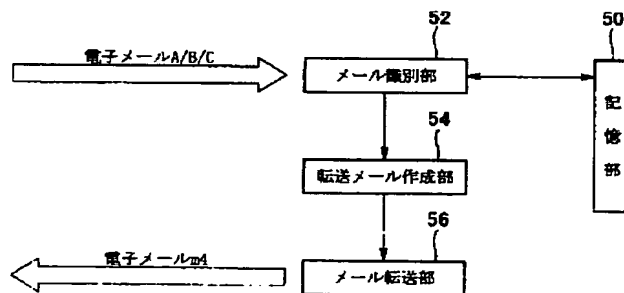 52
50
電子メールA/B/C
メール識別部
記憶部
54
転送メール作成部
56
電子メールm4
メール転送部